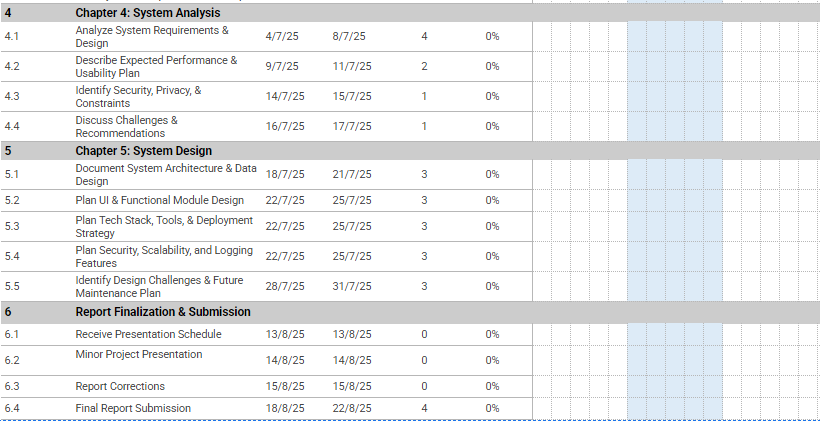 4 Chapter 4: System Analysis
4.1 Analyze System Requirements & 4/7/25 8/7/25 4 0%
Design
4.2 Describe Expected Performance & 9/7/25 11/7/25 2 0%
Usability Plan
4.3 Identify Security, Privacy, & 14/7/25 15/7/25 1 0%
Constraints
4.4 Discuss Challenges & 16/7/25 17/7/25 1 0%
Recommendations
5 Chapter 5: System Design
5.1 Document System Architecture & Data 18/7/25 21/7/25 3 0%
Design
5.2 Plan UI & Functional Module Design 22/7/25 25/7/25 3 0%
5.3 Plan Tech Stack, Tools, & Deployment 22/7/25 25/7/25 3 0%
Strategy
5.4 Plan Security, Scalability, and Logging 22/7/25 25/7/25 3 0%
Features
5.5 Identify Design Challenges & Future 28/7/25 31/7/25 3 0%
Maintenance Plan
6 Report Finalization & Submission
6.1 Receive Presentation Schedule 13/8/25 13/8/25 0 0%
6.2 Minor Project Presentation 14/8/25 14/8/25 0 0%
6.3 Report Corrections 15/8/25 15/8/25 0 0%
6.4 Final Report Submission 18/8/25 22/8/25 4 0%